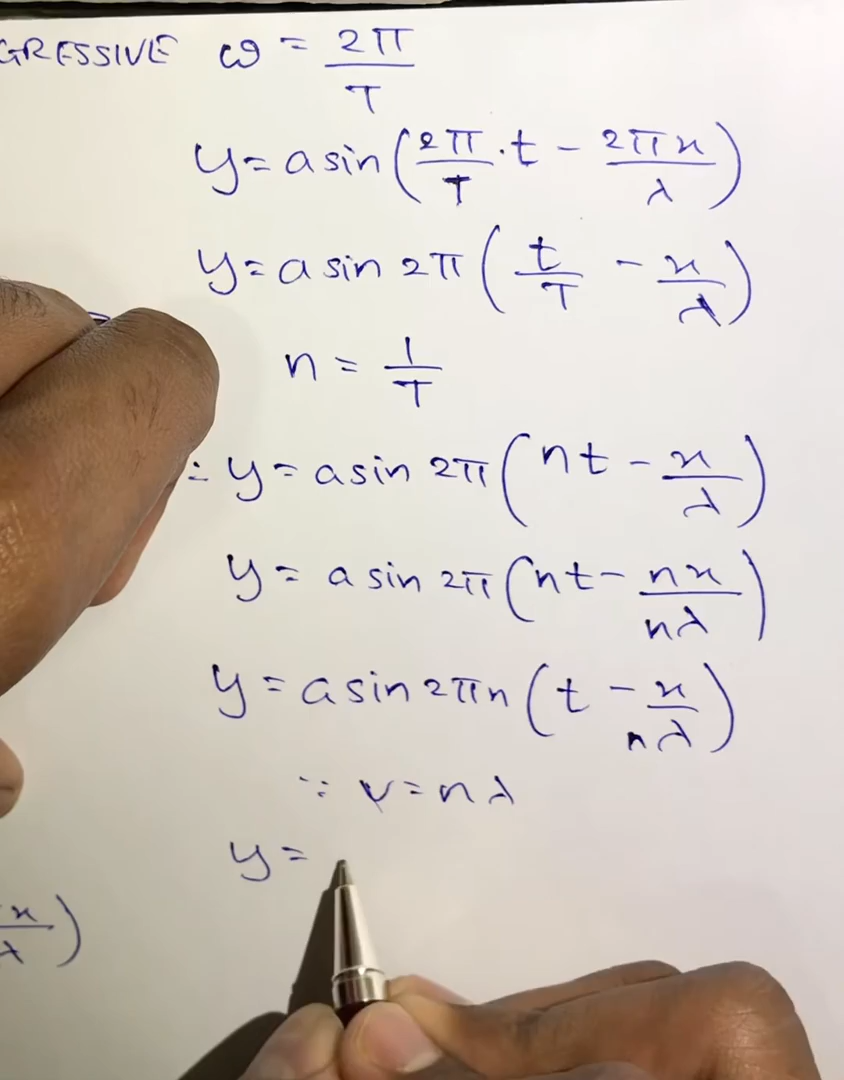 GRESSIVE ω = 2π/T
y = a sin (2π/T · t − 2πx/λ)
y = a sin 2π (t/T − x/λ)
n = 1/T
∴ y = a sin 2π (nt − x/λ)
y = a sin 2π (nt − nx/nλ)
y = a sin 2πn (t − x/nλ)
∵ v = nλ
y =
x/λ)